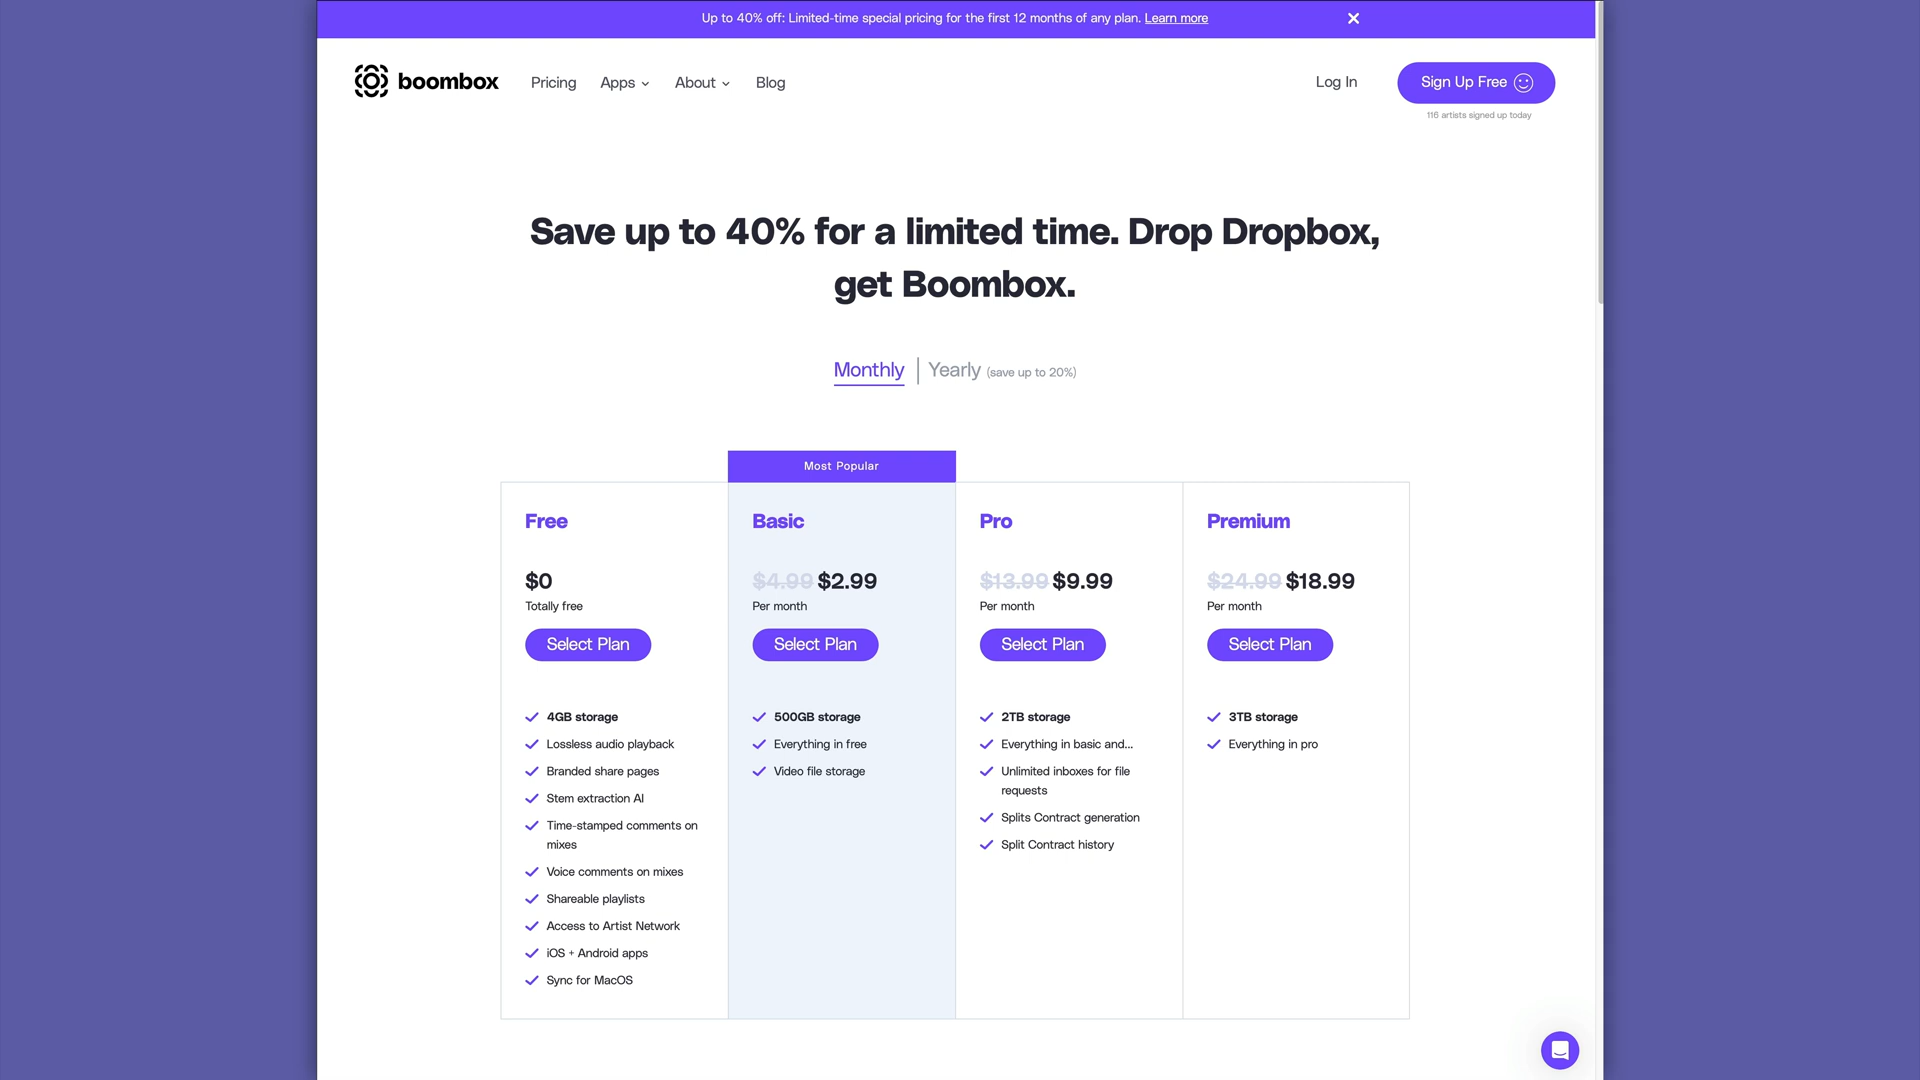 Up to 40% off: Limited-time special pricing for the first 12 months of any plan. Learn more
boombox Pricing Apps About Blog Log In Sign Up Free
116 artists signed up today
Save up to 40% for a limited time. Drop Dropbox,
get Boombox.
Monthly Yearly (save up to 20%)
Most Popular
Free
$0
Totally free
Select Plan
4GB storage
Lossless audio playback
Branded share pages
Stem extraction AI
Time-stamped comments on
mixes
Voice comments on mixes
Shareable playlists
Access to Artist Network
iOS + Android apps
Sync for MacOS
Basic
$4.99 $2.99
Per month
Select Plan
500GB storage
Everything in free
Video file storage
Pro
$13.99 $9.99
Per month
Select Plan
2TB storage
Everything in basic and...
Unlimited inboxes for file
requests
Splits Contract generation
Split Contract history
Premium
$24.99 $18.99
Per month
Select Plan
3TB storage
Everything in pro